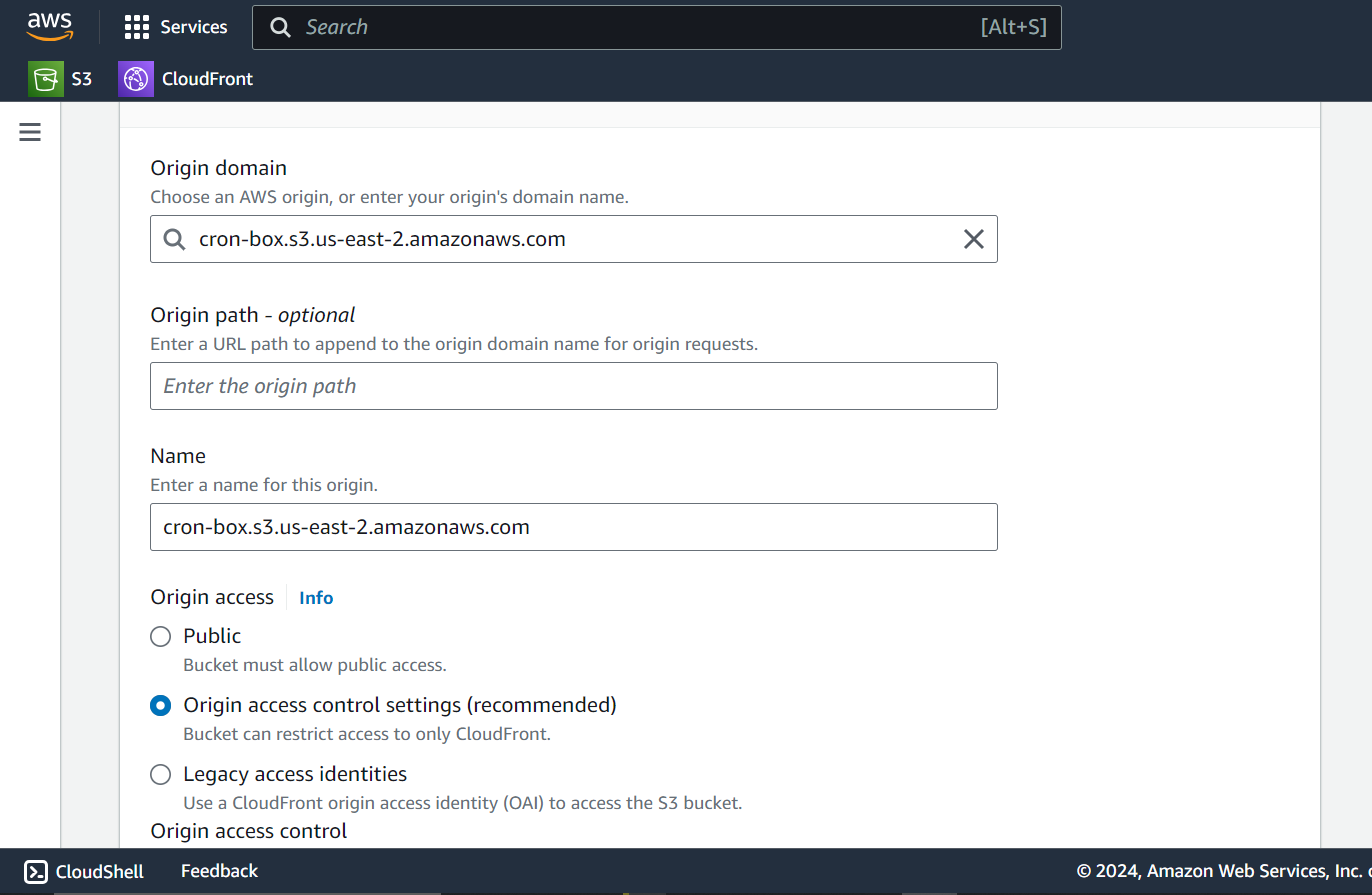 aws
Services
Search
[Alt+S]
S3
CloudFront
Origin domain
Choose an AWS origin, or enter your origin's domain name.
cron-box.s3.us-east-2.amazonaws.com
Origin path - optional
Enter a URL path to append to the origin domain name for origin requests.
Enter the origin path
Name
Enter a name for this origin.
cron-box.s3.us-east-2.amazonaws.com
Origin access
Info
Public
Bucket must allow public access.
Origin access control settings (recommended)
Bucket can restrict access to only CloudFront.
Legacy access identities
Use a CloudFront origin access identity (OAI) to access the S3 bucket.
Origin access control
CloudShell
Feedback
© 2024, Amazon Web Services, Inc.